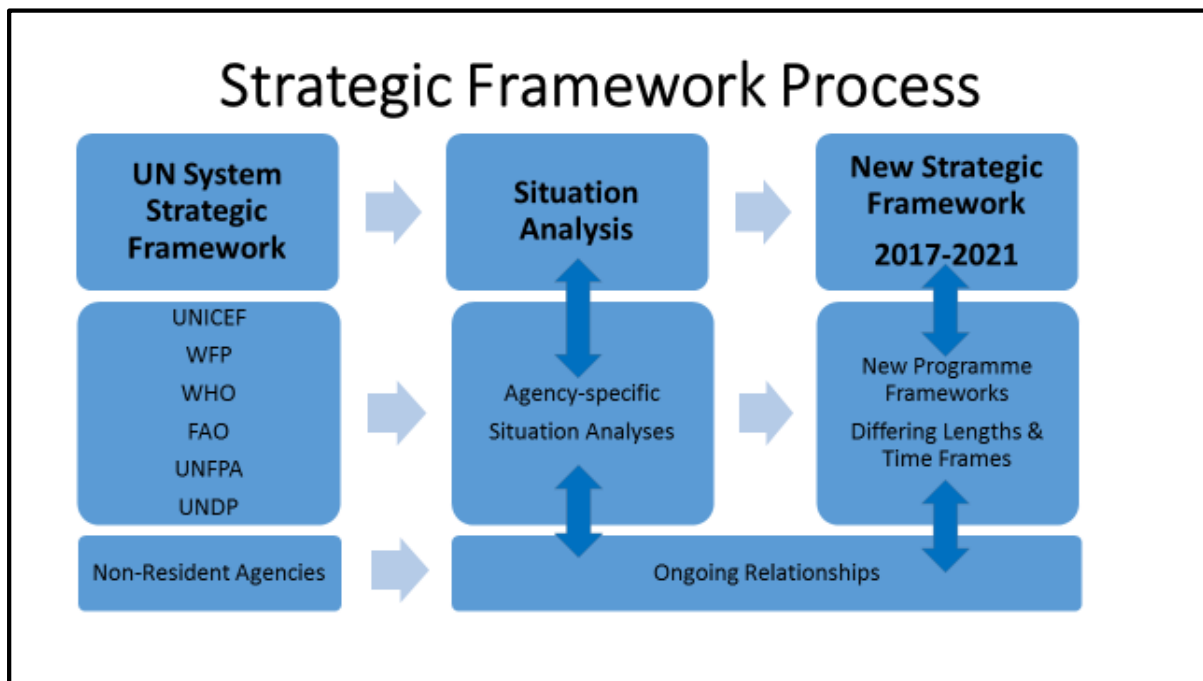 Strategic Framework Process
UN System
Strategic
Framework
Situation
Analysis
New Strategic
Framework
2017-2021
UNICEF
WFP
WHO
FAO
UNFPA
UNDP
Agency-specific
Situation Analyses
New Programme
Frameworks
Differing Lengths &
Time Frames
Non-Resident Agencies
Ongoing Relationships